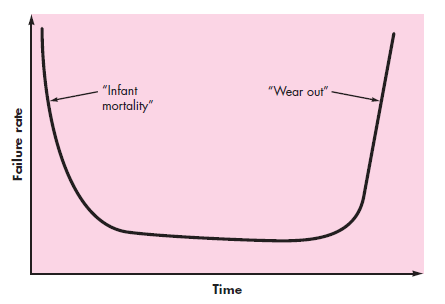 “Infant
mortality”
“Wear out”
Failure rate
Time